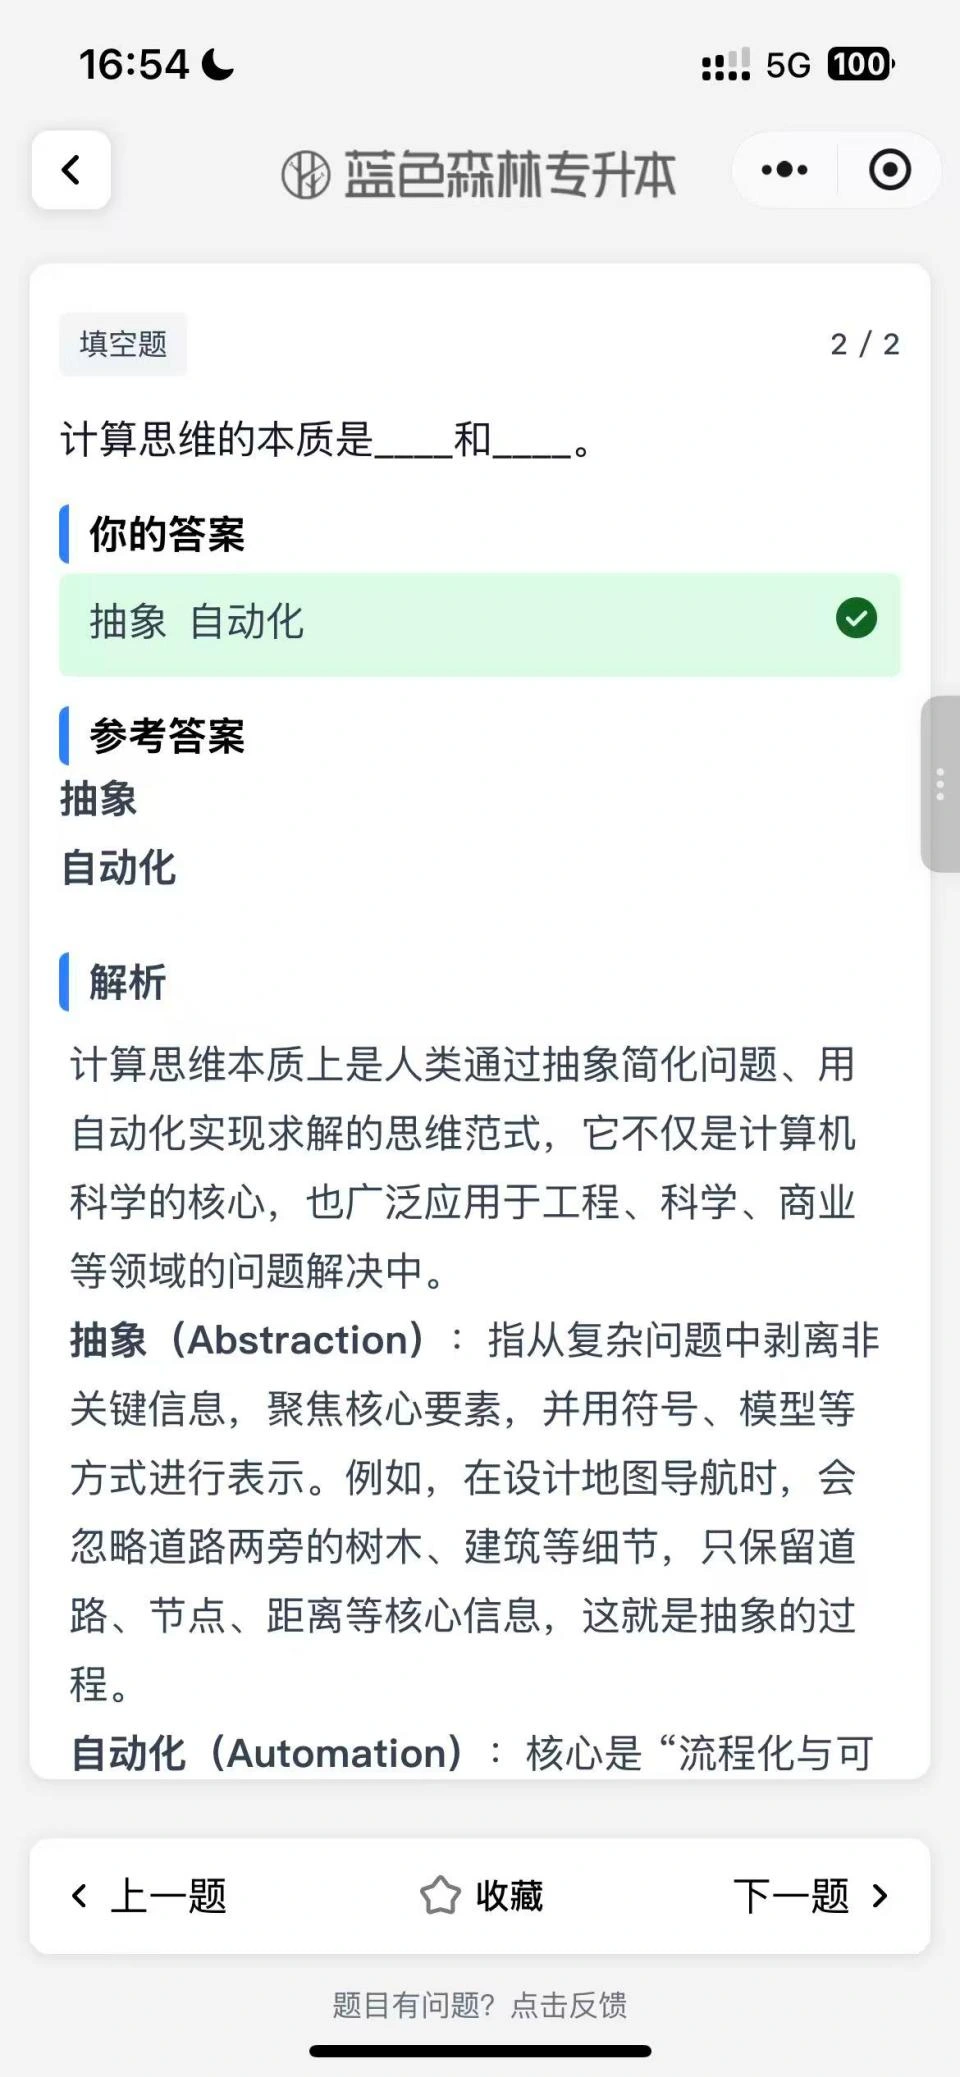 16:54
5G
100
蓝色森林专升本
填空题
2 / 2
计算思维的本质是____和____。
你的答案
抽象 自动化
参考答案
抽象
自动化
解析
计算思维本质上是人类通过抽象简化问题、用
自动化实现求解的思维范式，它不仅是计算机
科学的核心，也广泛应用于工程、科学、商业
等领域的问题解决中。
抽象（Abstraction）：指从复杂问题中剥离非
关键信息，聚焦核心要素，并用符号、模型等
方式进行表示。例如，在设计地图导航时，会
忽略道路两旁的树木、建筑等细节，只保留道
路、节点、距离等核心信息，这就是抽象的过
程。
自动化（Automation）：核心是“流程化与可
上一题
收藏
下一题
题目有问题？点击反馈